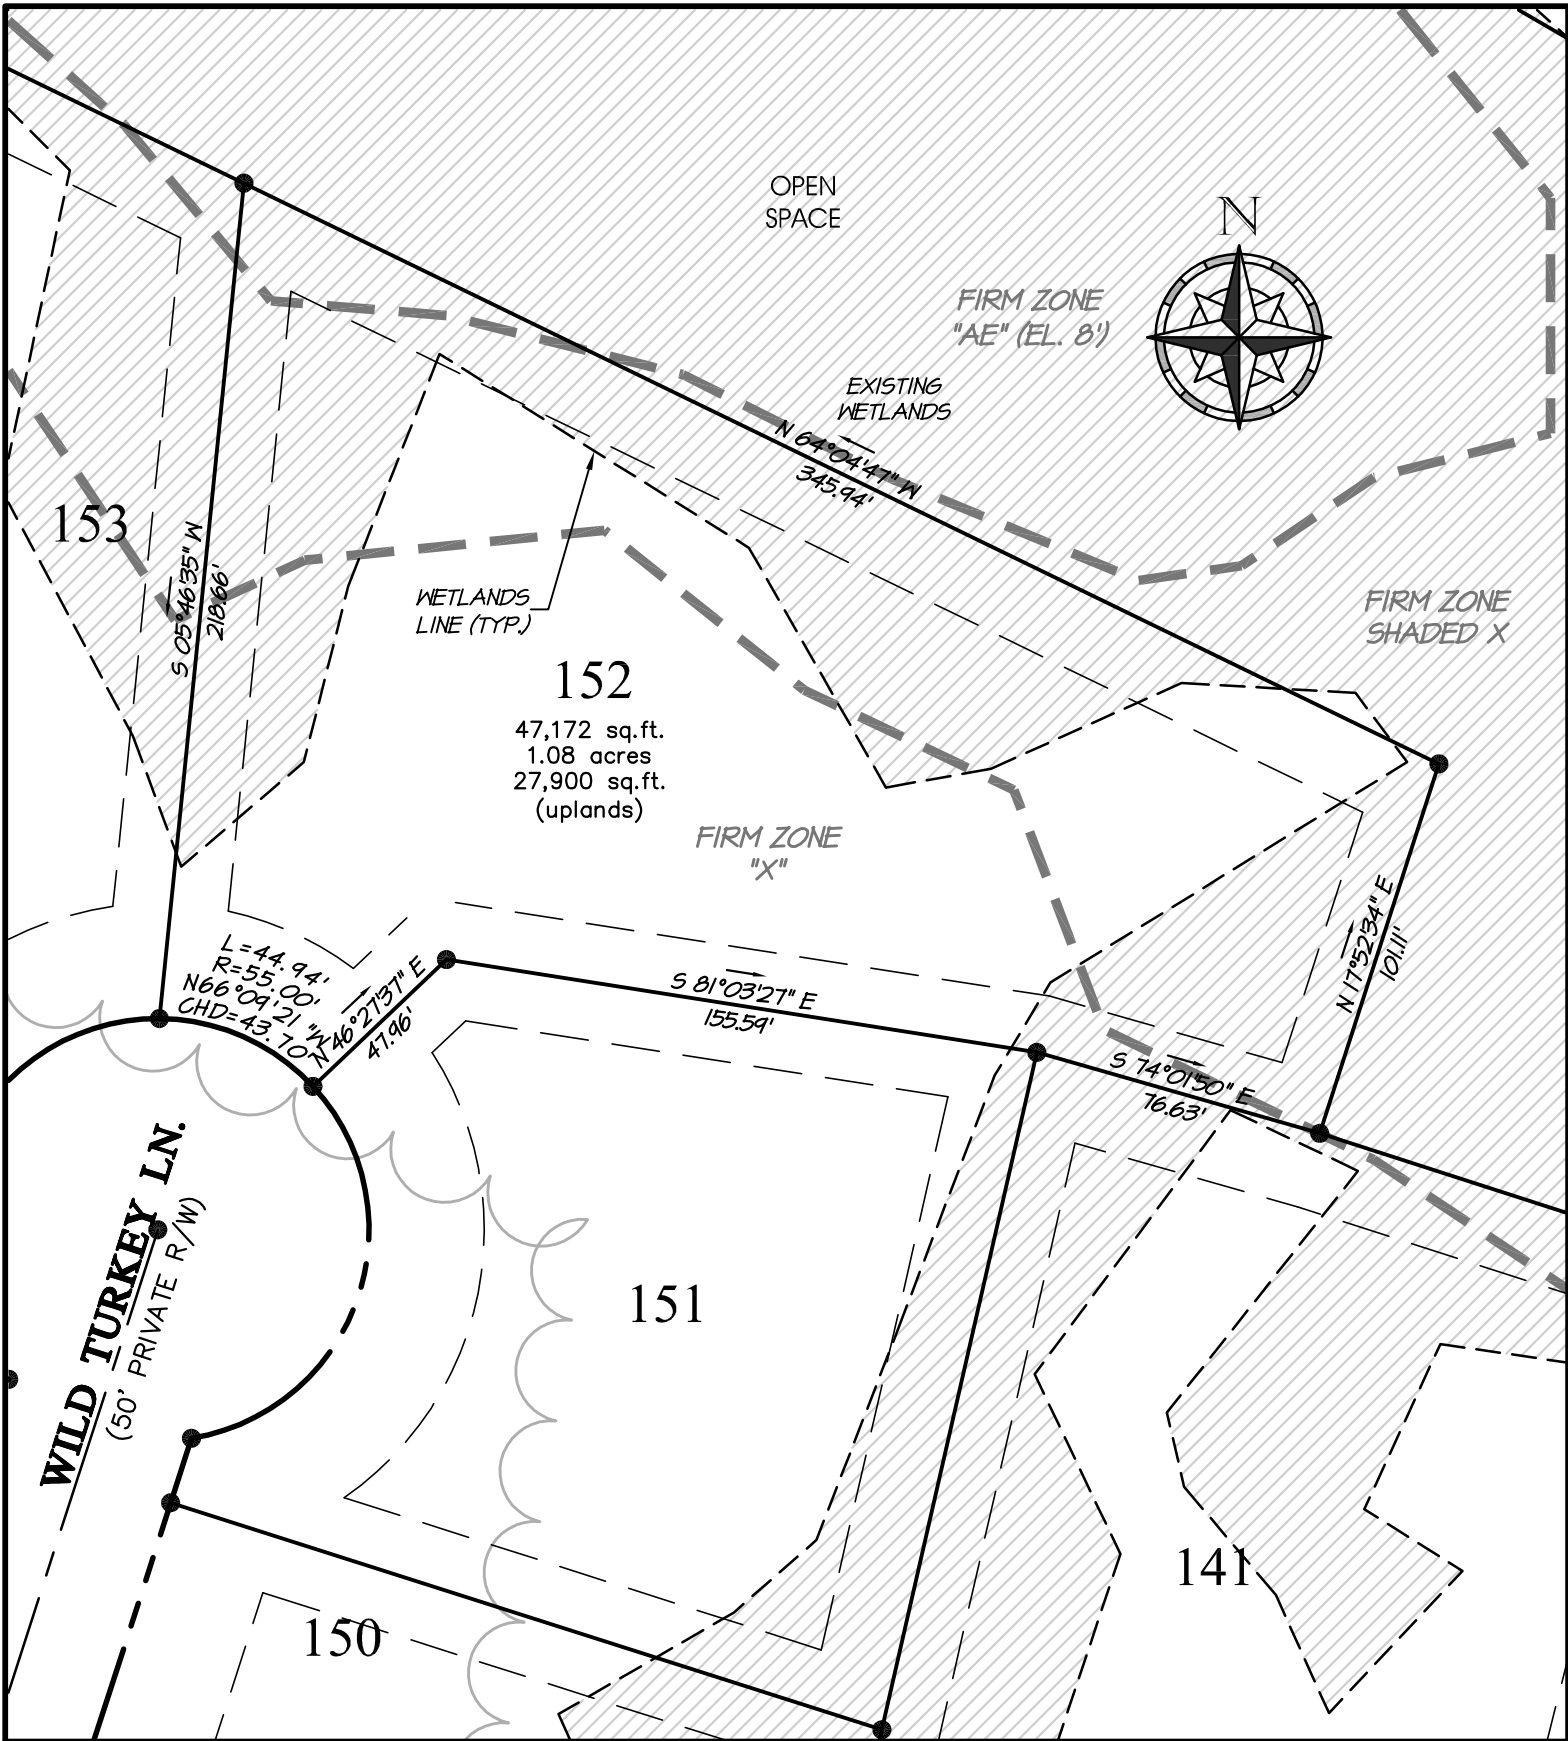 OPEN
SPACE
N
FIRM ZONE
"AE" (EL. 8')
EXISTING
WETLANDS
N 64°04'47" W
345.94'
153
S 05°46'35" W
218.66'
WETLANDS
LINE (TYP.)
FIRM ZONE
SHADED X
152
47,172 sq.ft.
1.08 acres
27,900 sq.ft.
(uplands)
FIRM ZONE
"X"
L=44.94'
R=55.00'
N66°09'21"W
CHD=43.70'
N 46°27'37" E
47.96'
S 81°03'27" E
155.59'
N 17°52'34" E
101.11'
S 74°01'50" E
76.63'
WILD TURKEY LN.
(50' PRIVATE R/W)
151
141
150